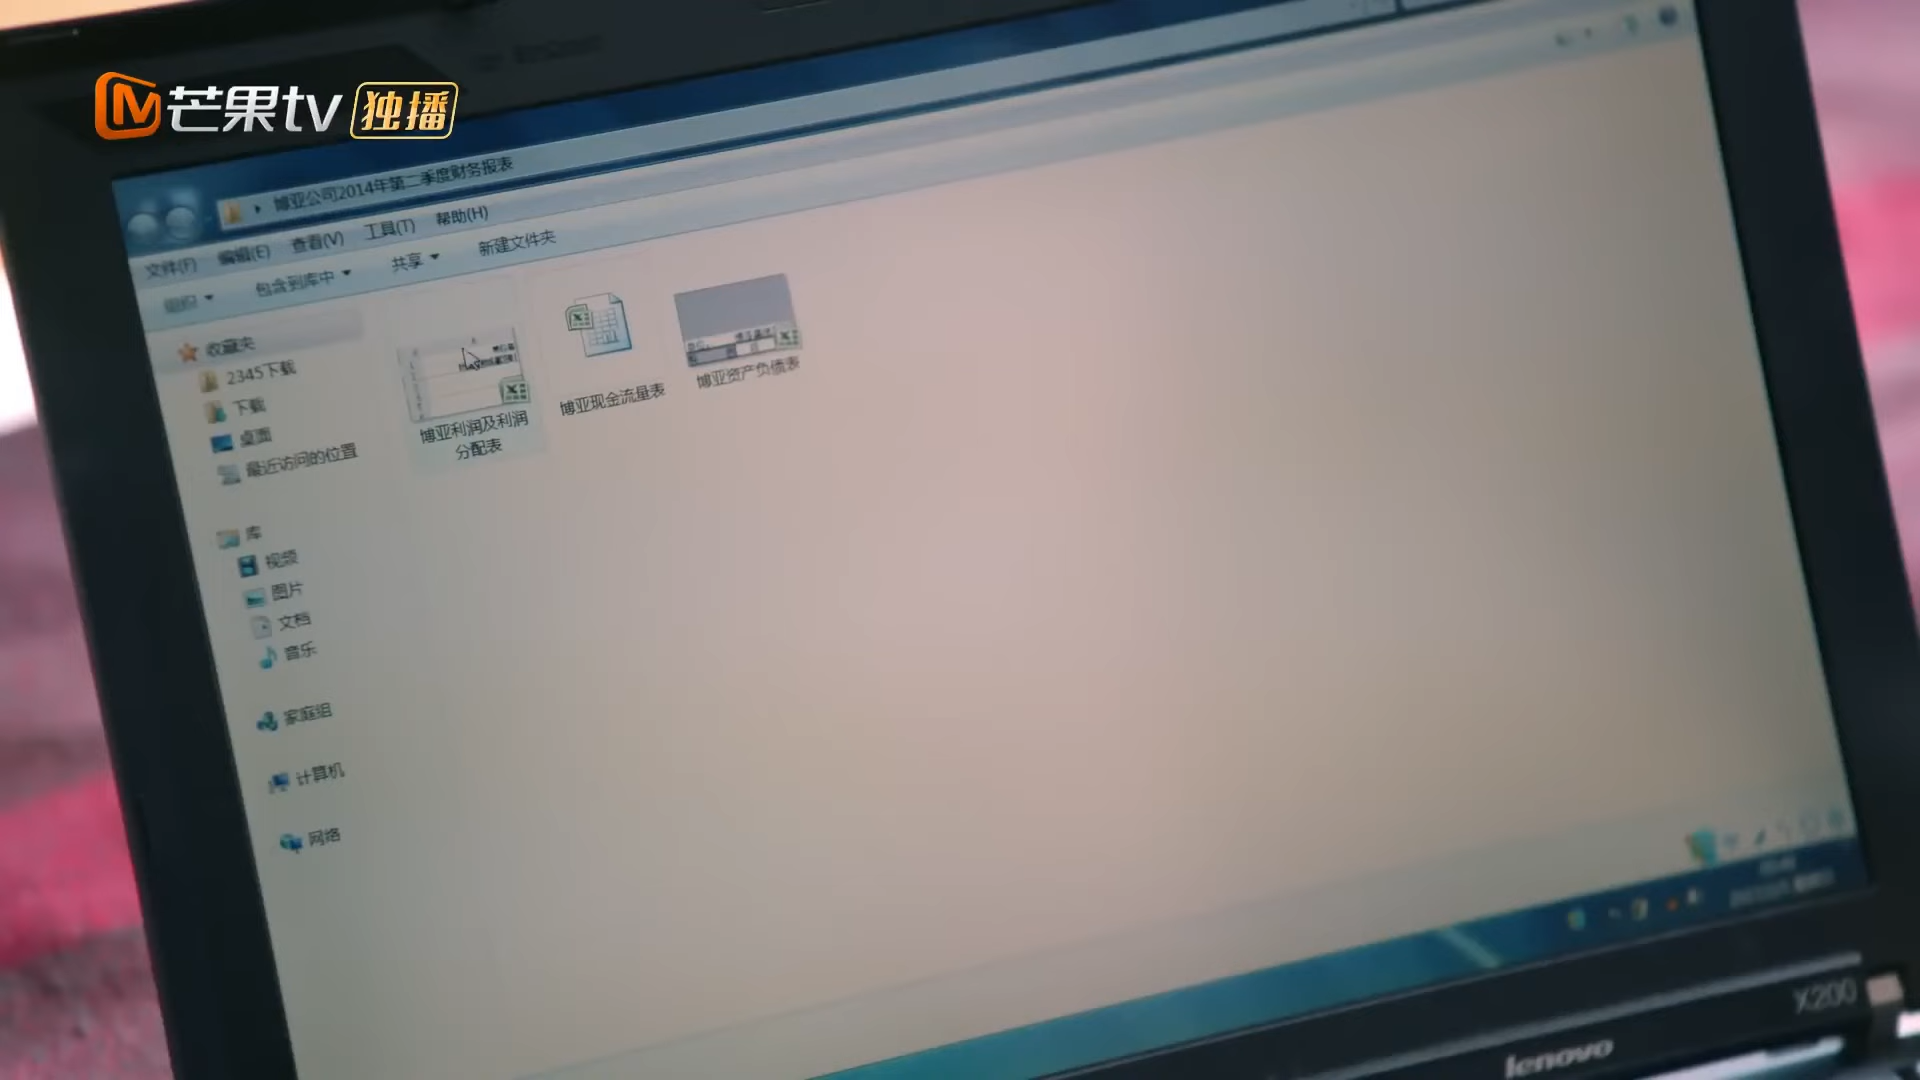 芒果tv 独播
博亚公司2014年第二季度财务报表
文件(F) 编辑(E) 查看(V) 工具(T) 帮助(H)
组织 包含到库中 共享 新建文件夹
收藏夹
2345下载
下载
桌面
最近访问的位置
库
视频
图片
文档
音乐
家庭组
计算机
网络
博亚利润及利润
分配表
博亚现金流量表
博亚资产负债表
X200
lenovo